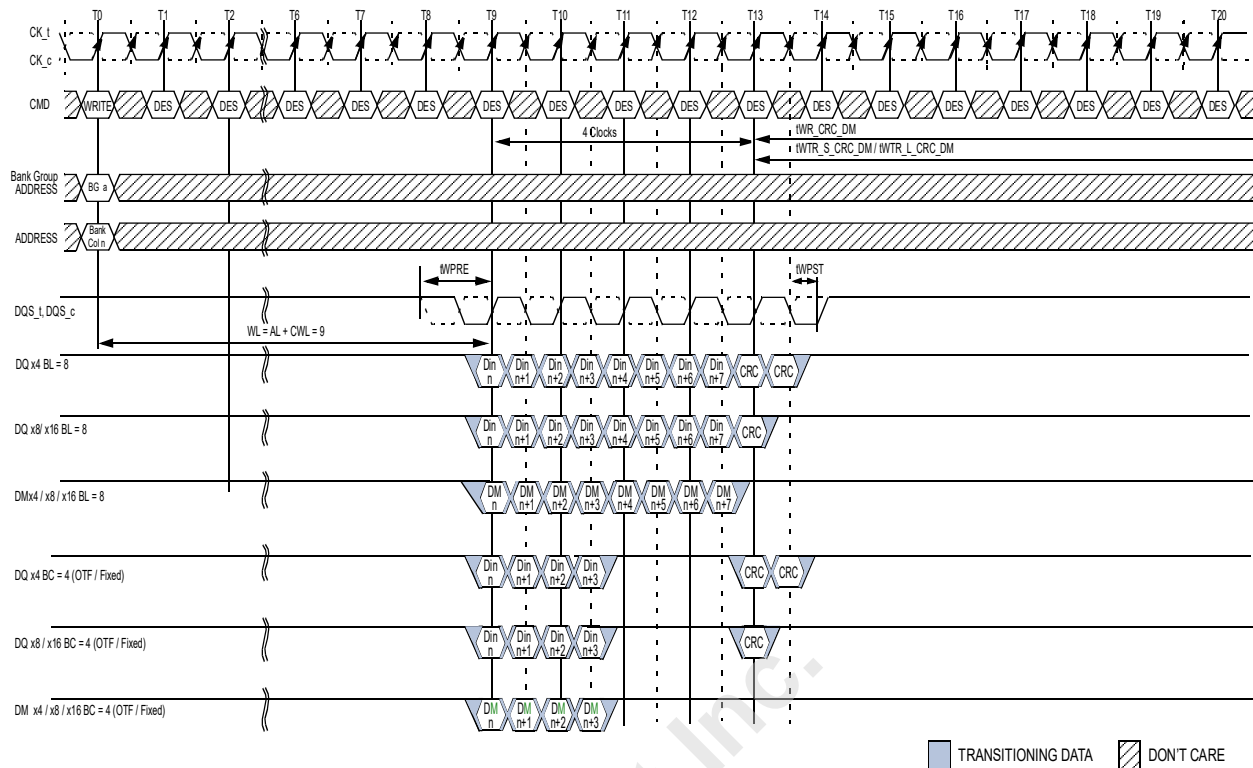 T0 T1 T2 T6 T7 T8 T9 T10 T11 T12 T13 T14 T15 T16 T17 T18 T19 T20
CK_t
CK_c
CMD WRITE DES DES DES DES DES DES DES DES DES DES DES DES DES DES DES DES DES
4 Clocks tWR_CRC_DM
tWTR_S_CRC_DM / tWTR_L_CRC_DM
Bank Group
ADDRESS BG a
ADDRESS Bank
Col n
tWPRE tWPST
DQS_t, DQS_c
WL = AL + CWL = 9
DQ x4 BL = 8 Din n Din n+1 Din n+2 Din n+3 Din n+4 Din n+5 Din n+6 Din n+7 CRC CRC
DQ x8/ x16 BL = 8 Din n Din n+1 Din n+2 Din n+3 Din n+4 Din n+5 Din n+6 Din n+7 CRC
DMx4 / x8 / x16 BL = 8 DM n DM n+1 DM n+2 DM n+3 DM n+4 DM n+5 DM n+6 DM n+7
DQ x4 BC = 4 (OTF / Fixed) Din n Din n+1 Din n+2 Din n+3 CRC CRC
DQ x8 / x16 BC = 4 (OTF / Fixed) Din n Din n+1 Din n+2 Din n+3 CRC
DM x4 / x8 / x16 BC = 4 (OTF / Fixed) DM n DM n+1 DM n+2 DM n+3
Inc.
TRANSITIONING DATA DON'T CARE